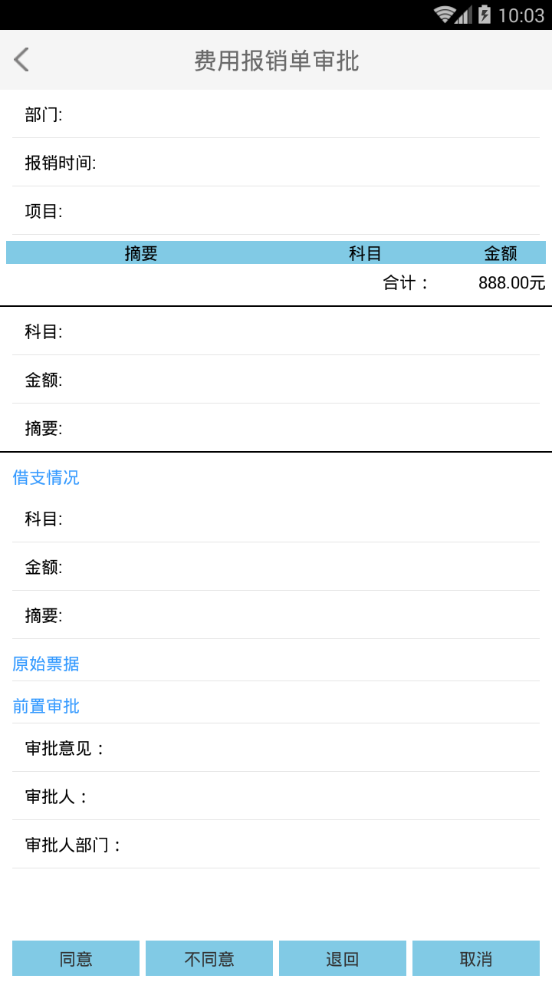 10:03
费用报销单审批
部门:
报销时间:
项目:
摘要 科目 金额
合计： 888.00元
科目:
金额:
摘要:
借支情况
科目:
金额:
摘要:
原始票据
前置审批
审批意见：
审批人：
审批人部门：
同意 不同意 退回 取消